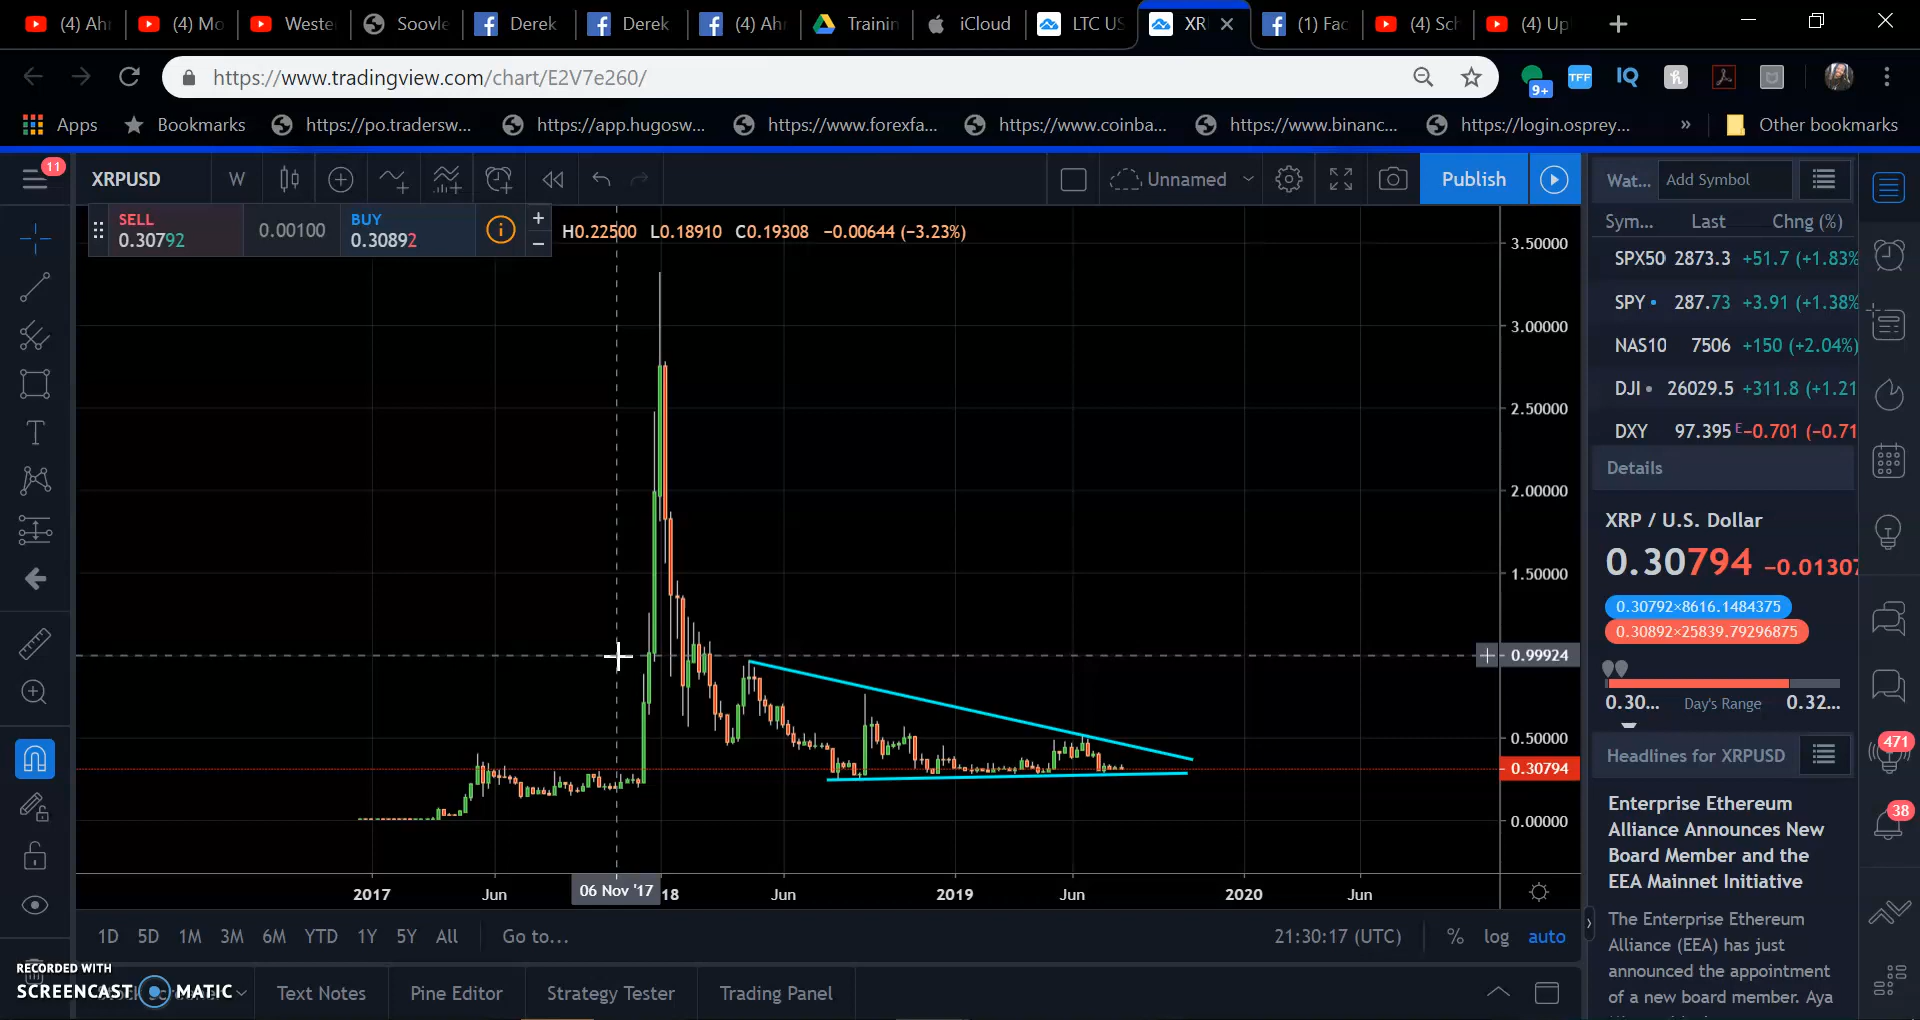 (4) Ah
(4) Mo
Weste
Soovle
Derek
Derek
(4) Ah
Trainin
iCloud
LTC US
XR
(1) Fac
(4) Sch
(4) Up
https://www.tradingview.com/chart/E2V7e260/
9+
TFF
IQ
h
Apps
Bookmarks
https://po.tradersw...
https://app.hugosw...
https://www.forexfa...
https://www.coinba...
https://www.binanc...
https://login.osprey...
»
Other bookmarks
11
XRPUSD
W
Unnamed
Publish
Wat...
Add Symbol
SELL
0.30792
0.00100
BUY
0.30892
H0.22500 L0.18910 C0.19308 −0.00644 (−3.23%)
Sym... Last Chng (%)
SPX50 2873.3 +51.7 (+1.83%
SPY 287.73 +3.91 (+1.38%
NAS10 7506 +150 (+2.04%)
DJI 26029.5 +311.8 (+1.21
DXY 97.395 E −0.701 (−0.71
Details
XRP / U.S. Dollar
0.30794 −0.01307
0.30792×8616.1484375
0.30892×25839.79296875
0.30... Day's Range 0.32...
Headlines for XRPUSD
Enterprise Ethereum
Alliance Announces New
Board Member and the
EEA Mainnet Initiative
The Enterprise Ethereum
Alliance (EEA) has just
announced the appointment
of a new board member. Aya
471
38
3.50000
3.00000
2.50000
2.00000
1.50000
0.99924
0.50000
0.30794
0.00000
2017
Jun
06 Nov '17
18
Jun
2019
Jun
2020
Jun
1D 5D 1M 3M 6M YTD 1Y 5Y All
Go to...
21:30:17 (UTC)
%
log
auto
RECORDED WITH
SCREENCAST MATIC
Text Notes
Pine Editor
Strategy Tester
Trading Panel